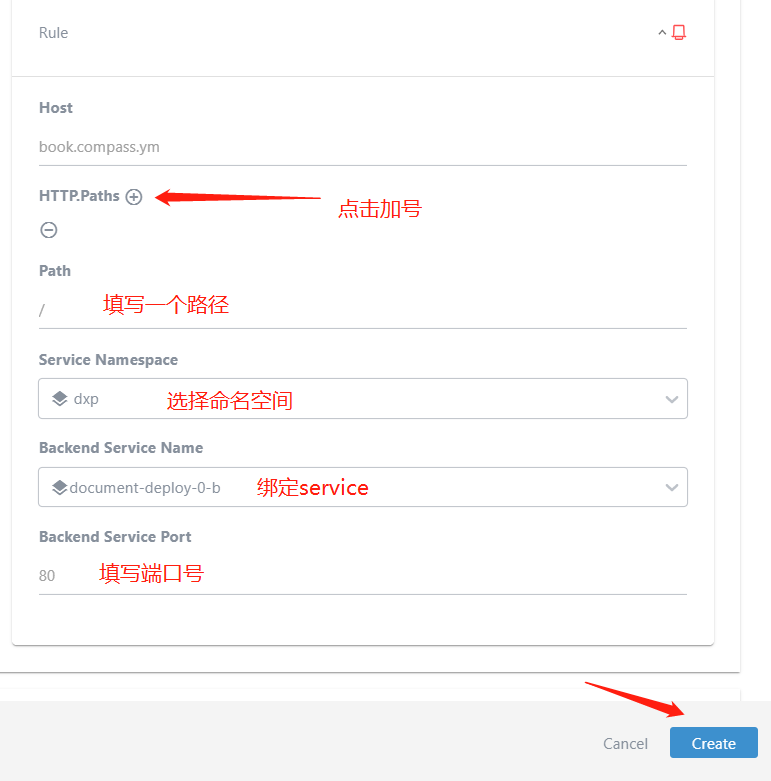 Rule
Host
book.compass.ym
HTTP.Paths
点击加号
Path
/
填写一个路径
Service Namespace
dxp
选择命名空间
Backend Service Name
document-deploy-0-b
绑定service
Backend Service Port
80
填写端口号
Cancel
Create